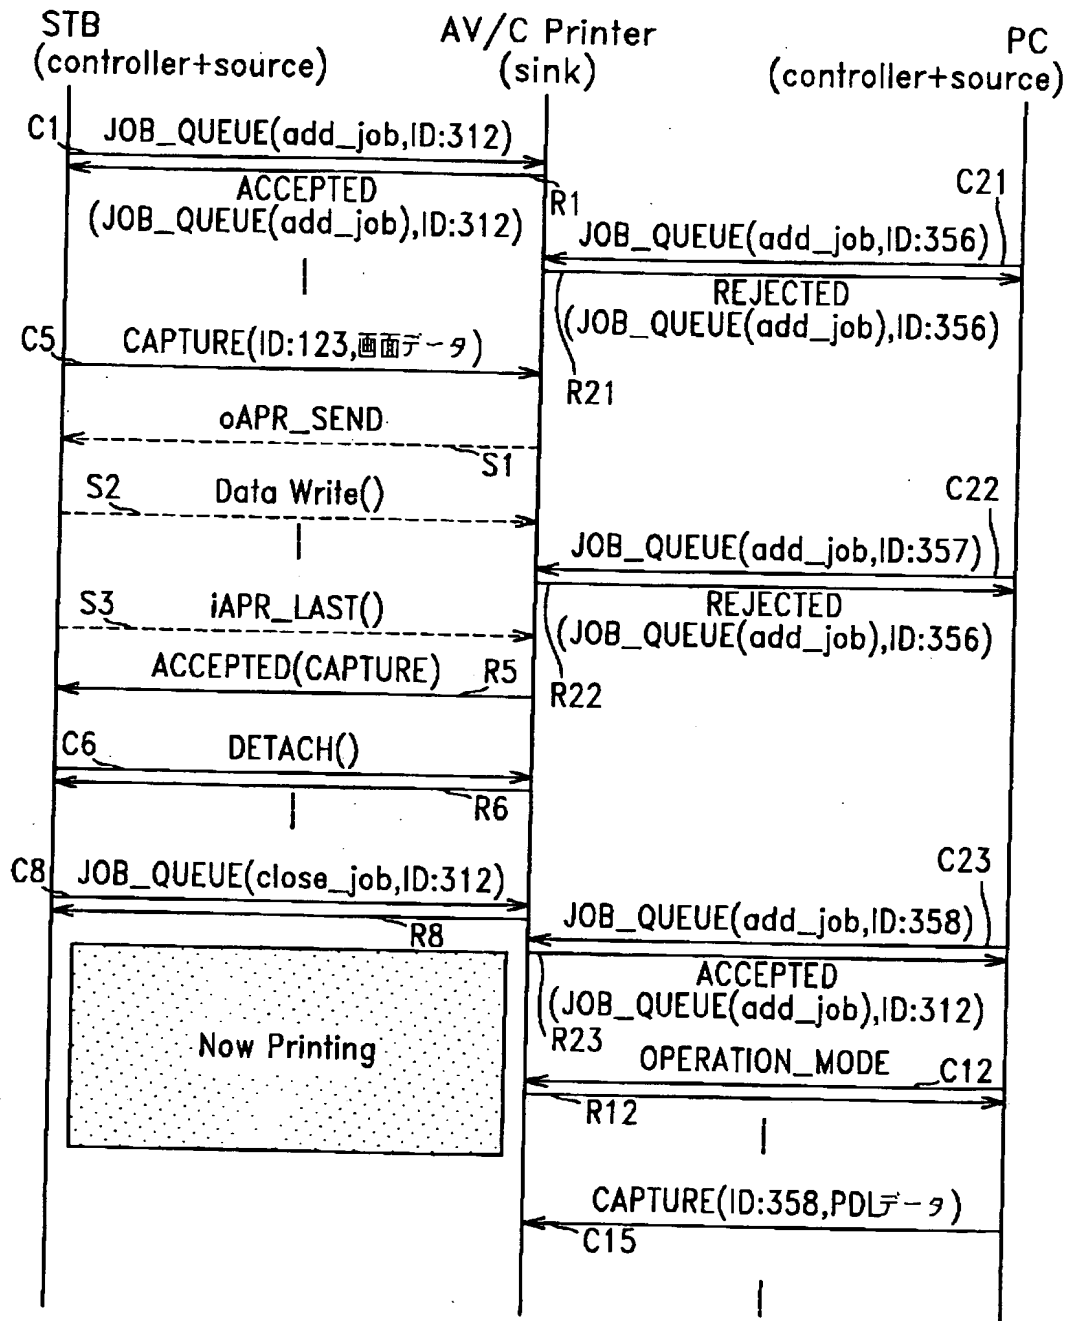 STB
(controller+source)
AV/C Printer
(sink)
PC
(controller+source)
C1
JOB_QUEUE(add_job,ID:312)
R1
ACCEPTED
(JOB_QUEUE(add_job),ID:312)
C21
JOB_QUEUE(add_job,ID:356)
REJECTED
(JOB_QUEUE(add_job),ID:356)
R21
C5
CAPTURE(ID:123,画面データ)
oAPR_SEND
S1
S2
Data Write()
C22
JOB_QUEUE(add_job,ID:357)
REJECTED
(JOB_QUEUE(add_job),ID:356)
R22
S3
iAPR_LAST()
ACCEPTED(CAPTURE)
R5
C6
DETACH()
R6
C8
JOB_QUEUE(close_job,ID:312)
R8
C23
JOB_QUEUE(add_job,ID:358)
ACCEPTED
(JOB_QUEUE(add_job),ID:312)
R23
Now Printing
OPERATION_MODE
C12
R12
CAPTURE(ID:358,PDLデータ)
C15